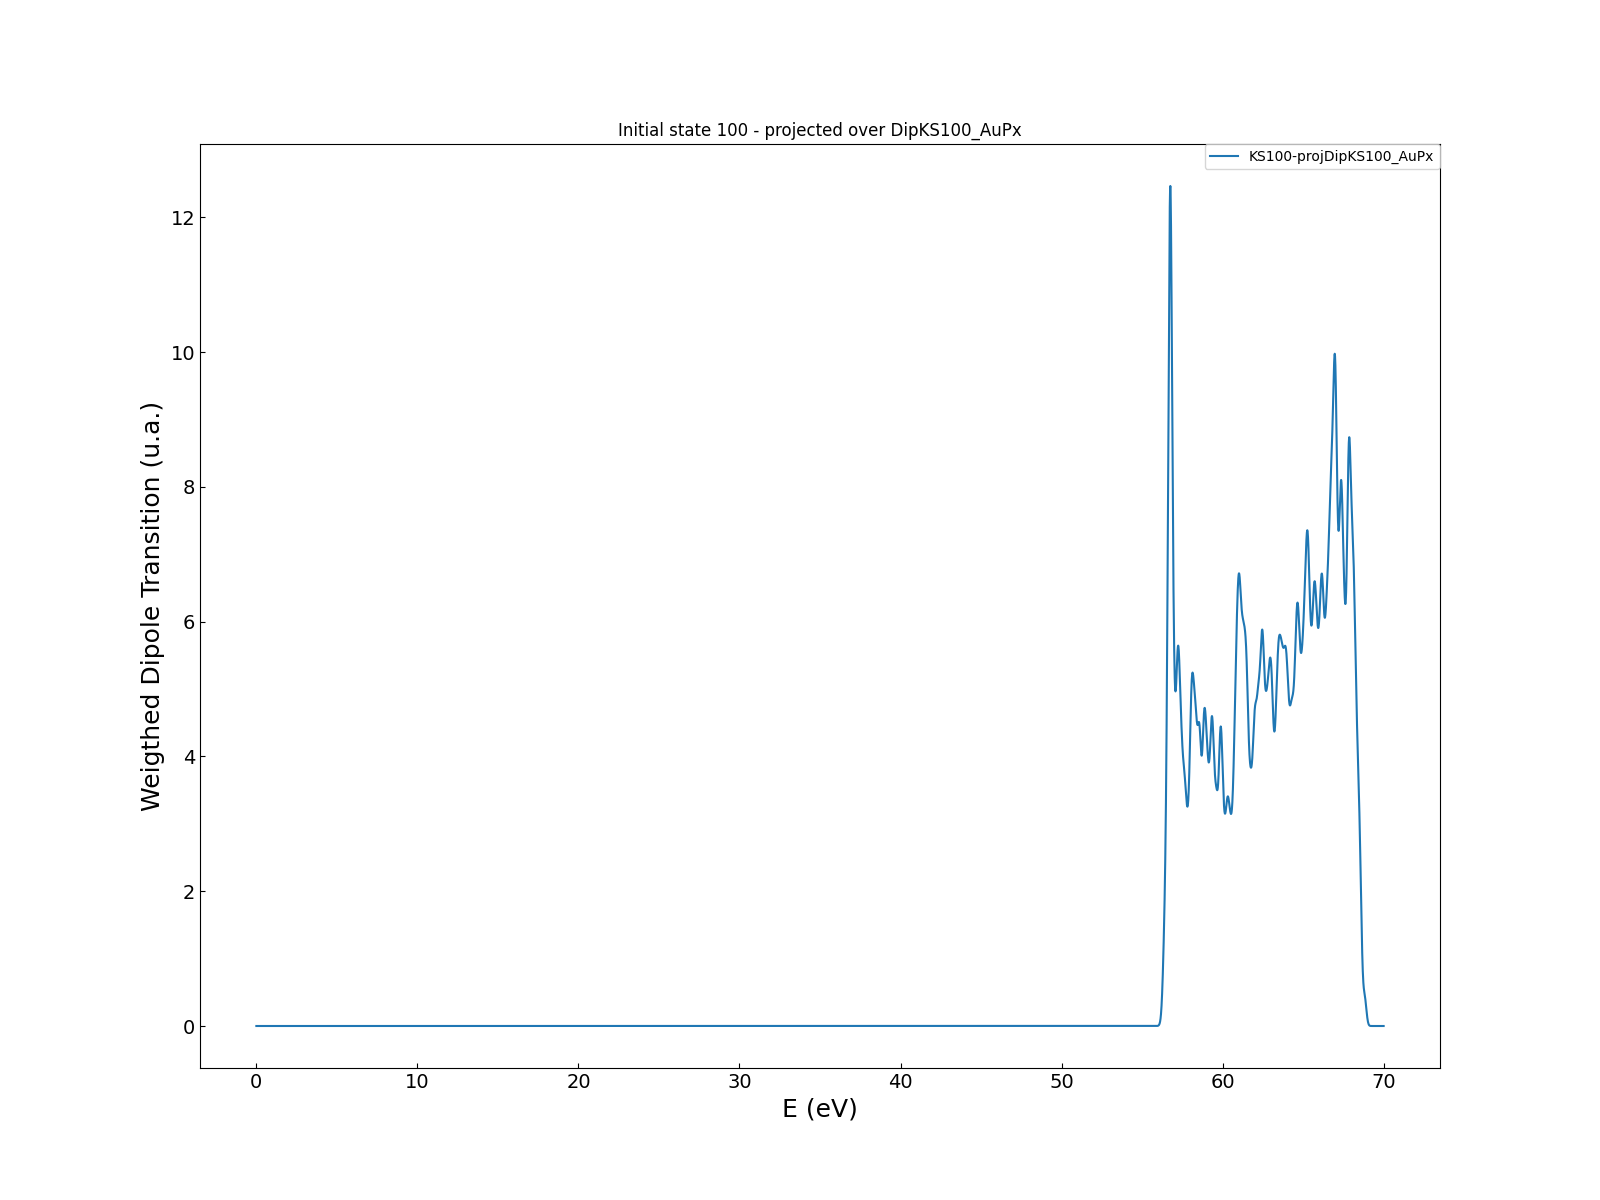 Initial state 100 - projected over DipKS100_AuPx
KS100-projDipKS100_AuPx
Weigthed Dipole Transition (u.a.)
12
10
8
6
4
2
0
0 10 20 30 40 50 60 70
E (eV)